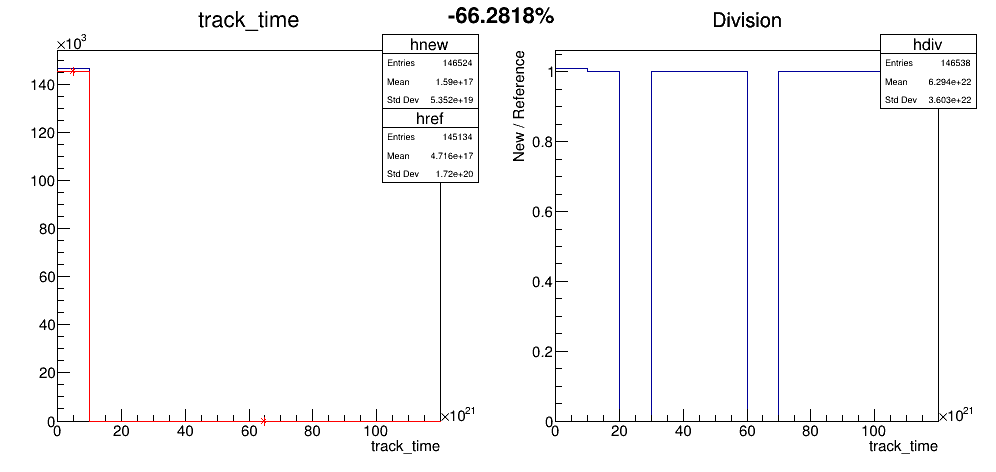 -66.2818%
track_time
×10³
hnew
Entries 146524
Mean 1.59e+17
Std Dev 5.352e+19
href
Entries 145134
Mean 4.716e+17
Std Dev 1.72e+20
140
120
100
80
60
40
20
0
0 20 40 60 80 100
×10²¹
track_time
Division
New / Reference
hdiv
Entries 146538
Mean 6.294e+22
Std Dev 3.603e+22
1
0.8
0.6
0.4
0.2
0
0 20 40 60 80 100
×10²¹
track_time